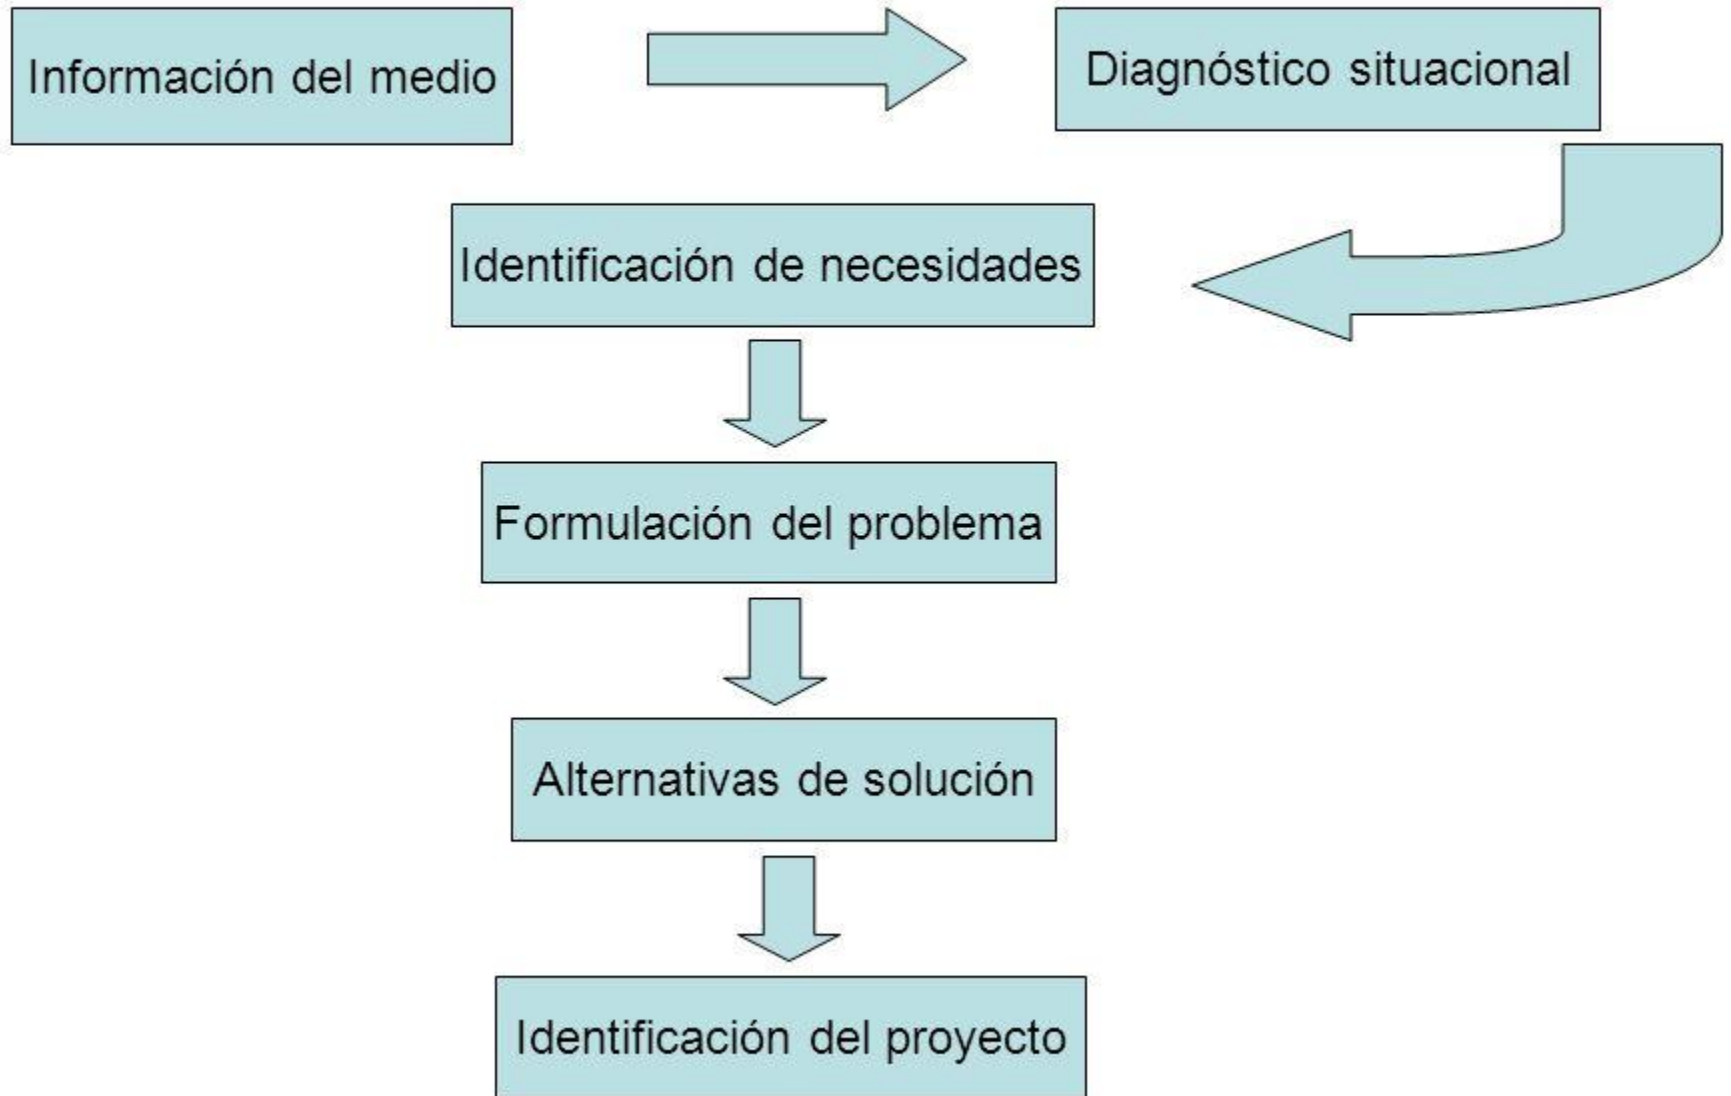 Información del medio
Diagnóstico situacional
Identificación de necesidades
Formulación del problema
Alternativas de solución
Identificación del proyecto